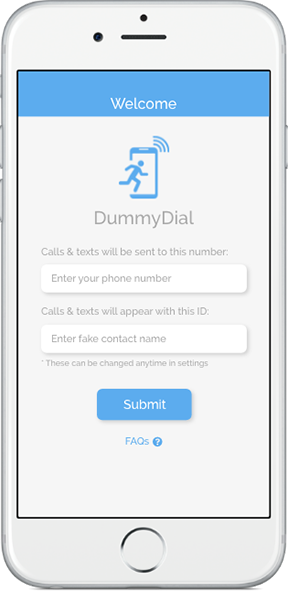 Welcome
DummyDial
Calls & texts will be sent to this number:
Enter your phone number
Calls & texts will appear with this ID:
Enter fake contact name
* These can be changed anytime in settings
Submit
FAQs ?